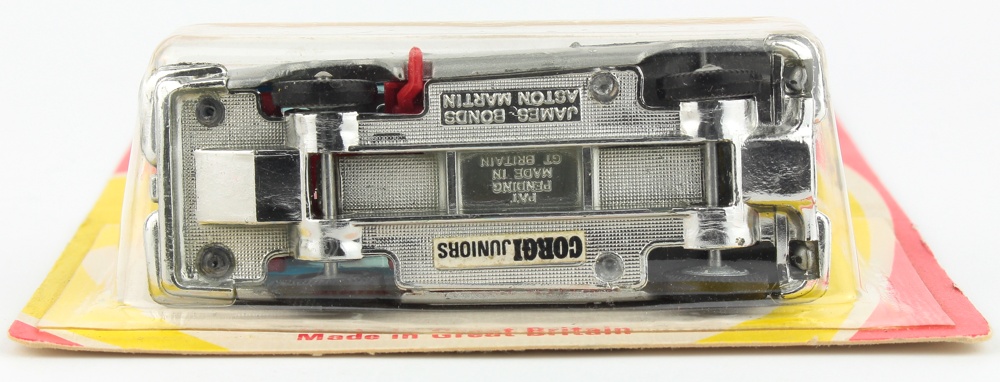 JAMES BONDS
ASTON MARTIN
PAT
PENDING
MADE IN
GT BRITAIN
CORGI JUNIORS
Made in Great Britain